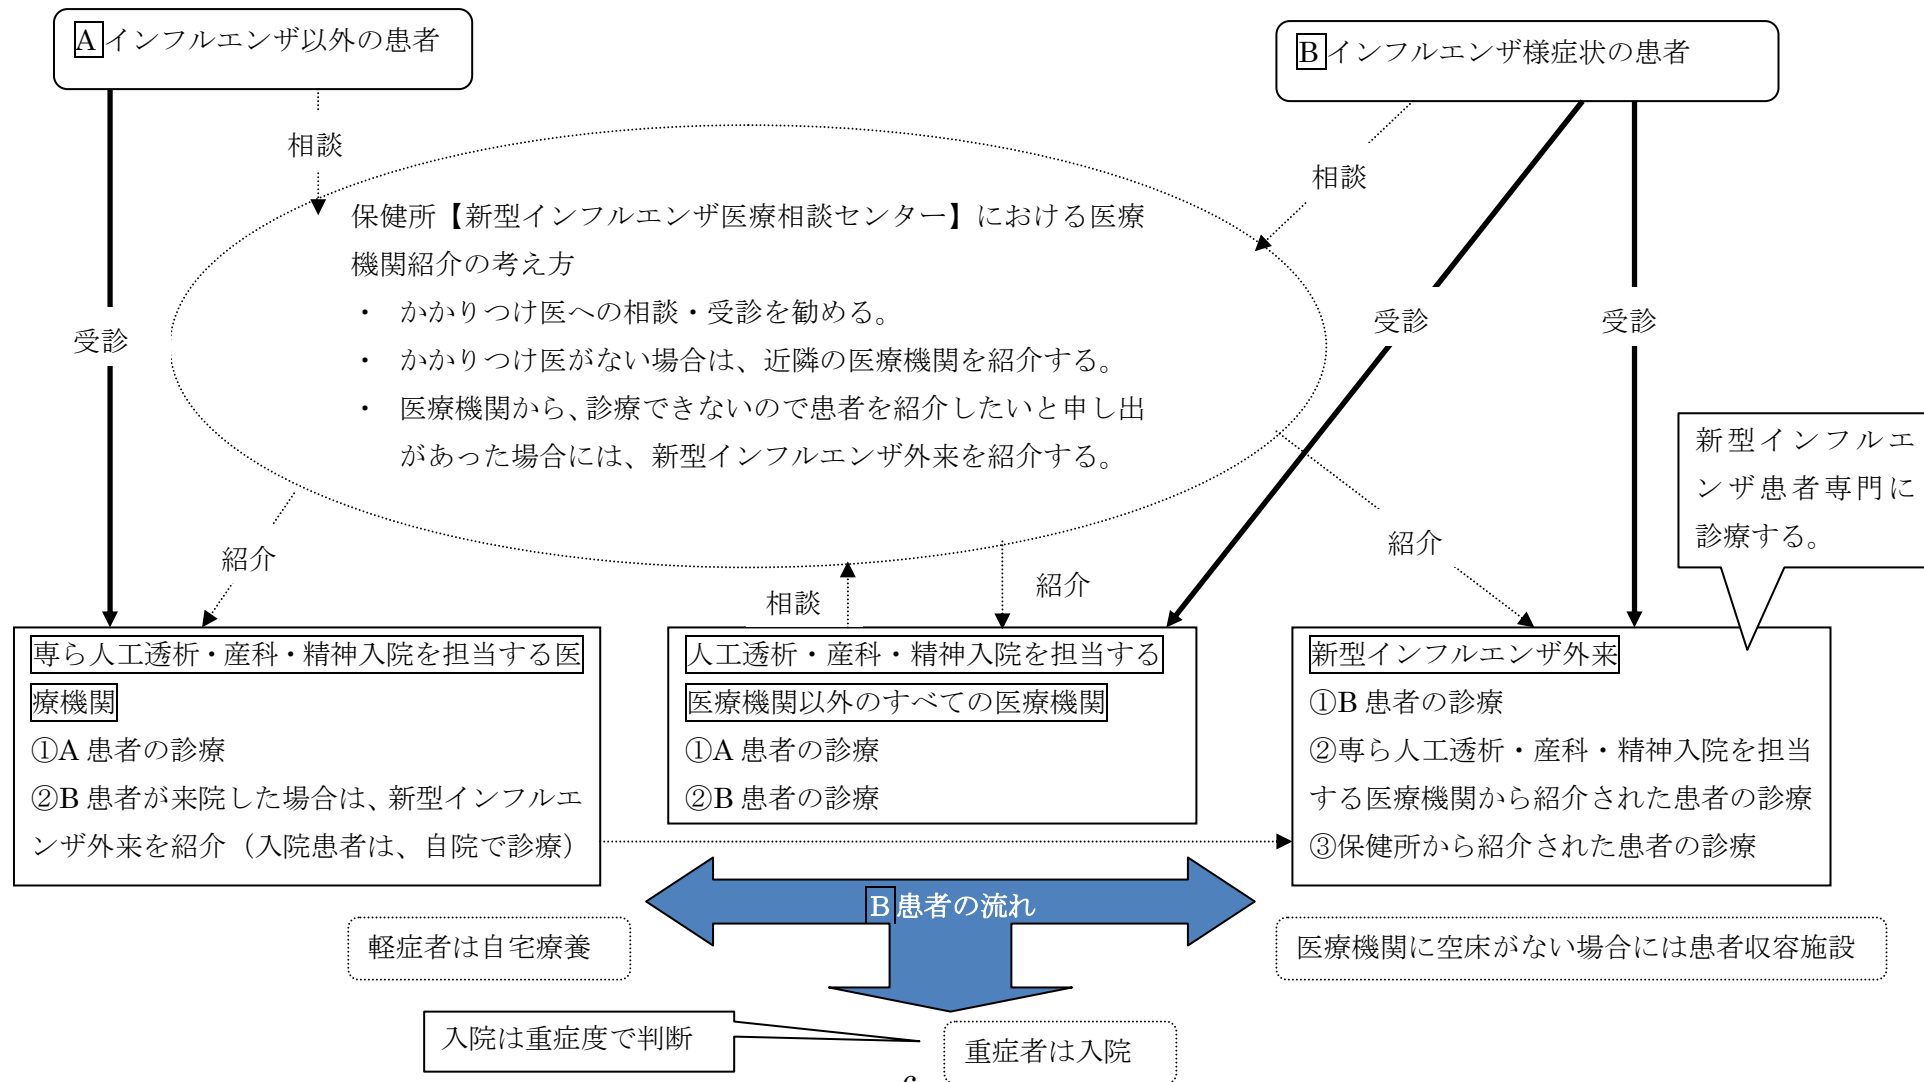 Aインフルエンザ以外の患者
Bインフルエンザ様症状の患者
相談
相談
保健所【新型インフルエンザ医療相談センター】における医療
機関紹介の考え方
・ かかりつけ医への相談・受診を勧める。
・ かかりつけ医がない場合は、近隣の医療機関を紹介する。
・ 医療機関から、診療できないので患者を紹介したいと申し出
があった場合には、新型インフルエンザ外来を紹介する。
受診
受診
受診
新型インフルエ
ンザ患者専門に
診療する。
紹介
相談
紹介
紹介
専ら人工透析・産科・精神入院を担当する医
療機関
①A 患者の診療
②B 患者が来院した場合は、新型インフルエ
ンザ外来を紹介（入院患者は、自院で診療）
人工透析・産科・精神入院を担当する
医療機関以外のすべての医療機関
①A 患者の診療
②B 患者の診療
新型インフルエンザ外来
①B 患者の診療
②専ら人工透析・産科・精神入院を担当
する医療機関から紹介された患者の診療
③保健所から紹介された患者の診療
B患者の流れ
軽症者は自宅療養
医療機関に空床がない場合には患者収容施設
入院は重症度で判断
重症者は入院